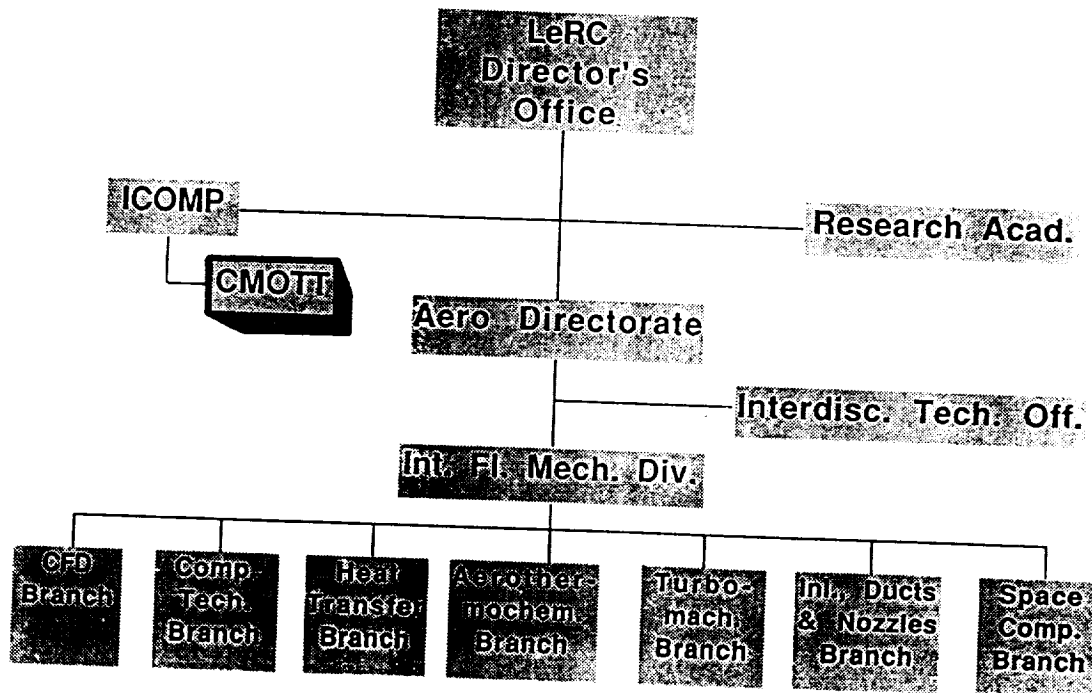 LeRC
Director's
Office
ICOMP
Research Acad.
CMOTT
Aero Directorate
Interdisc. Tech. Off.
Int. Fl. Mech. Div.
CFD
Branch
Comp.
Tech.
Branch
Heat
Transfer
Branch
Aerother-
mochem.
Branch
Turbo-
mach.
Branch
Inl., Ducts
& Nozzles
Branch
Space
Comp.
Branch